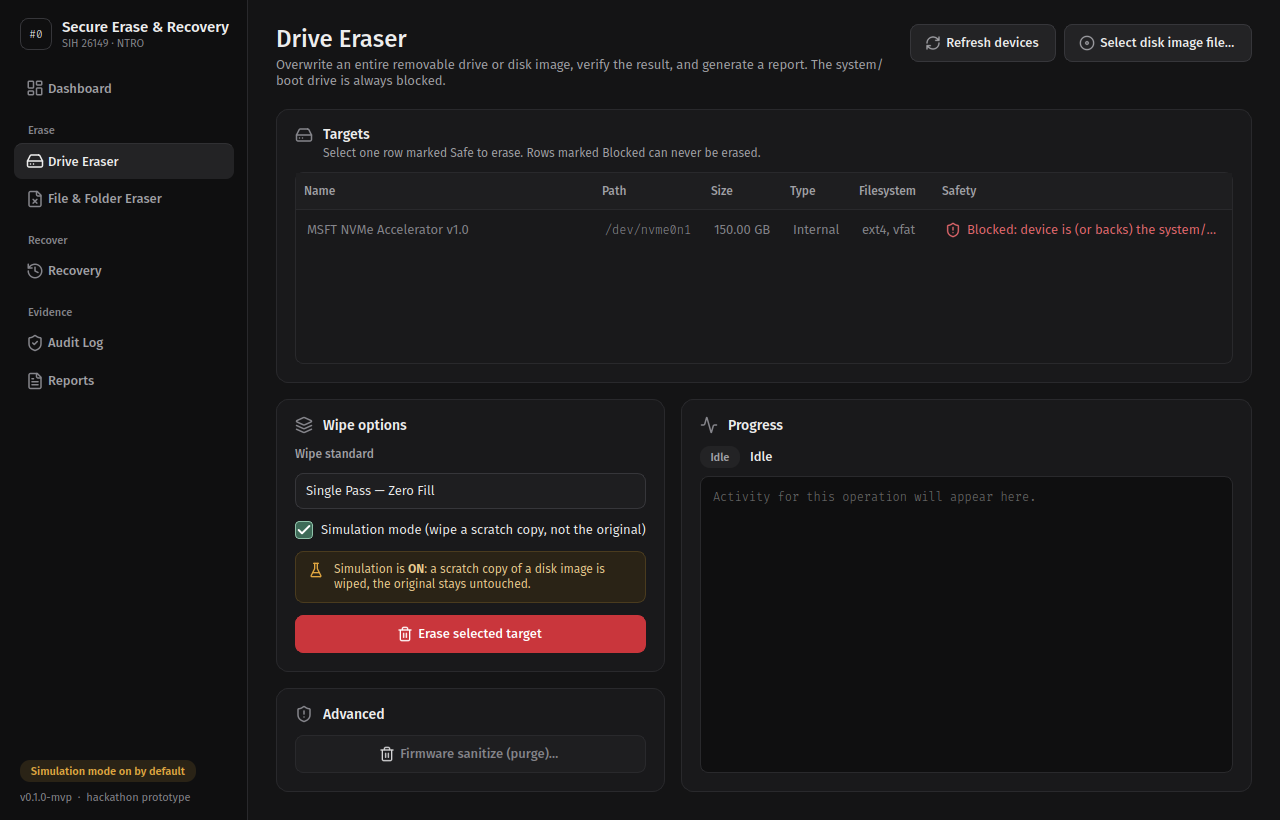 #0
Secure Erase & Recovery
SIH 26149 · NTRO
Dashboard
Erase
Drive Eraser
File & Folder Eraser
Recover
Recovery
Evidence
Audit Log
Reports
Simulation mode on by default
v0.1.0-mvp · hackathon prototype
Drive Eraser
Overwrite an entire removable drive or disk image, verify the result, and generate a report. The system/
boot drive is always blocked.
Refresh devices
Select disk image file...
Targets
Select one row marked Safe to erase. Rows marked Blocked can never be erased.
Name Path Size Type Filesystem Safety
MSFT NVMe Accelerator v1.0 /dev/nvme0n1 150.00 GB Internal ext4, vfat Blocked: device is (or backs) the system/...
Wipe options
Wipe standard
Single Pass — Zero Fill
Simulation mode (wipe a scratch copy, not the original)
Simulation is ON: a scratch copy of a disk image is
wiped, the original stays untouched.
Erase selected target
Advanced
Firmware sanitize (purge)...
Progress
Idle Idle
Activity for this operation will appear here.